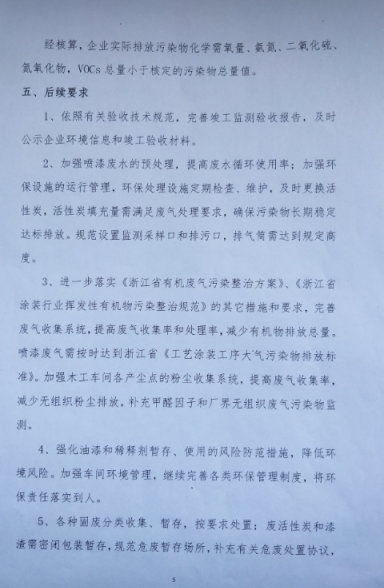 经核算，企业实际排放污染物化学需氧量、氨氮、二氧化硫、
氮氧化物，VOCs 总量小于核定的污染物总量值。
五、后续要求
1、依照有关验收技术规范，完善竣工监测验收报告，及时
公示企业环境信息和竣工验收材料。
2、加强喷漆废水的预处理，提高废水循环使用率；加强环
保设施的运行管理，环保处理设施定期检查、维护，及时更换活
性炭，活性炭填充量需满足废气处理要求，确保污染物长期稳定
达标排放。规范设置监测采样口和排污口，排气筒需达到规定高
度。
3、进一步落实《浙江省有机废气污染整治方案》、《浙江省
涂装行业挥发性有机物污染整治规范》的其它措施和要求，完善
废气收集系统，提高废气收集率和处理率，减少有机物排放总量。
喷漆废气需按时达到浙江省《工艺涂装工序大气污染物排放标
准》。加强木工车间各产尘点的粉尘收集系统，提高废气收集率，
减少无组织粉尘排放，补充甲醛因子和厂界无组织废气污染物监
测。
4、强化油漆和稀释剂暂存、使用的风险防范措施，降低环
境风险。加强车间环境管理，继续完善各类环保管理制度，将环
保责任落实到人。
5、各种固废分类收集、暂存，按要求处置；废活性炭和漆
渣需密闭包装暂存，规范危废暂存场所，补充有关危废处置协议，
3